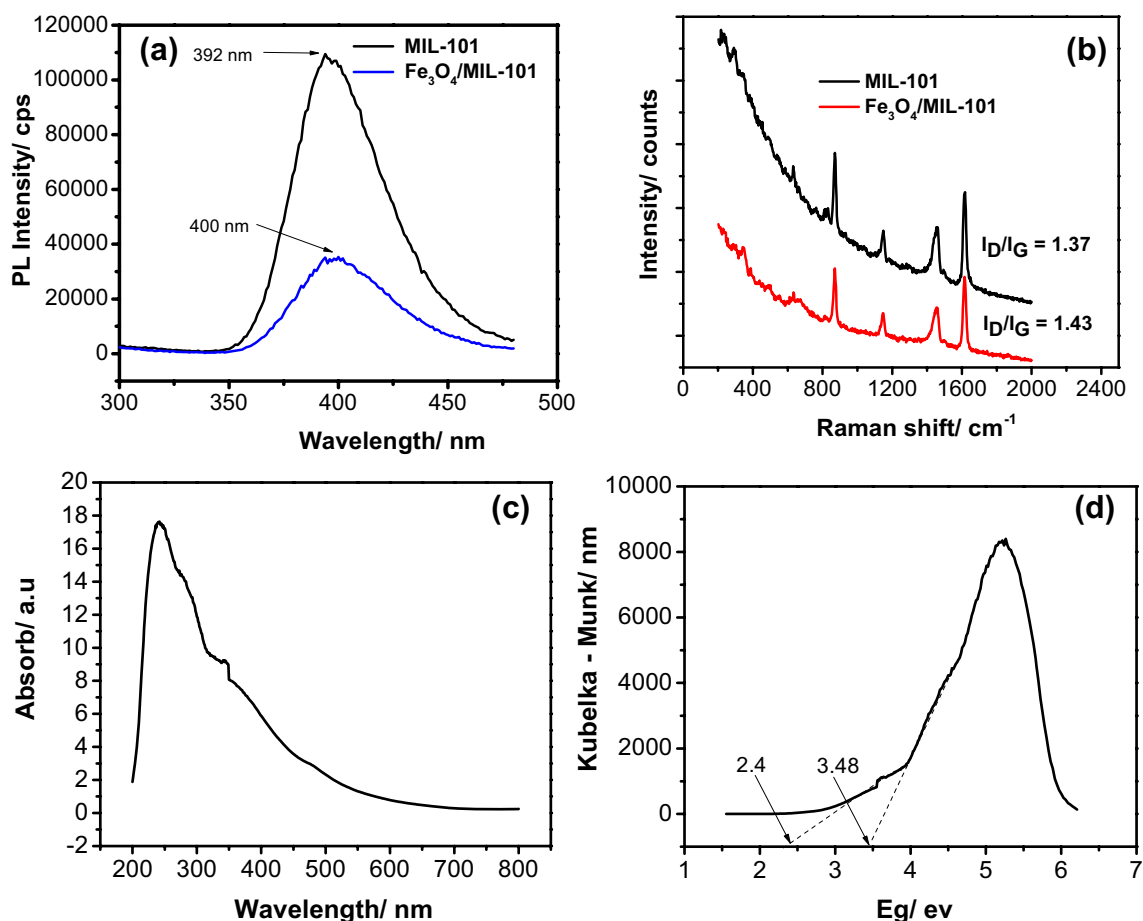 (a)
MIL-101
Fe₃O₄/MIL-101
392 nm
400 nm
120000
100000
80000
60000
40000
20000
0
PL Intensity/ cps
300 350 400 450 500
Wavelength/ nm
(b)
MIL-101
Fe₃O₄/MIL-101
I_D/I_G = 1.37
I_D/I_G = 1.43
Intensity/ counts
0 400 800 1200 1600 2000 2400
Raman shift/ cm⁻¹
(c)
20
18
16
14
12
10
8
6
4
2
0
-2
Absorb/ a.u
200 300 400 500 600 700 800
Wavelength/ nm
(d)
10000
8000
6000
4000
2000
0
Kubelka - Munk/ nm
2.4
3.48
1 2 3 4 5 6 7
Eg/ ev